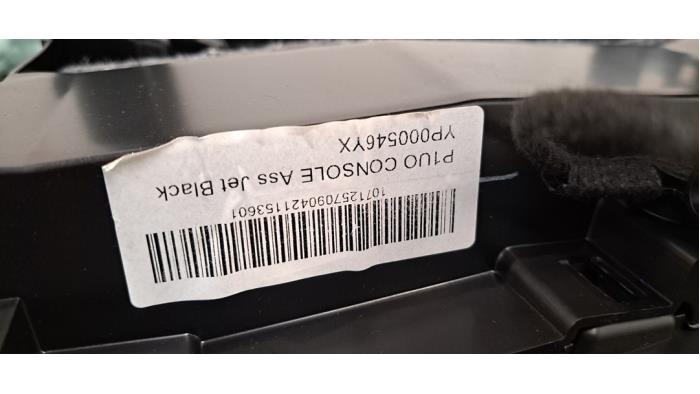 YP000546YX
P1UO CONSOLE Ass Jet Black
1071257090421153601